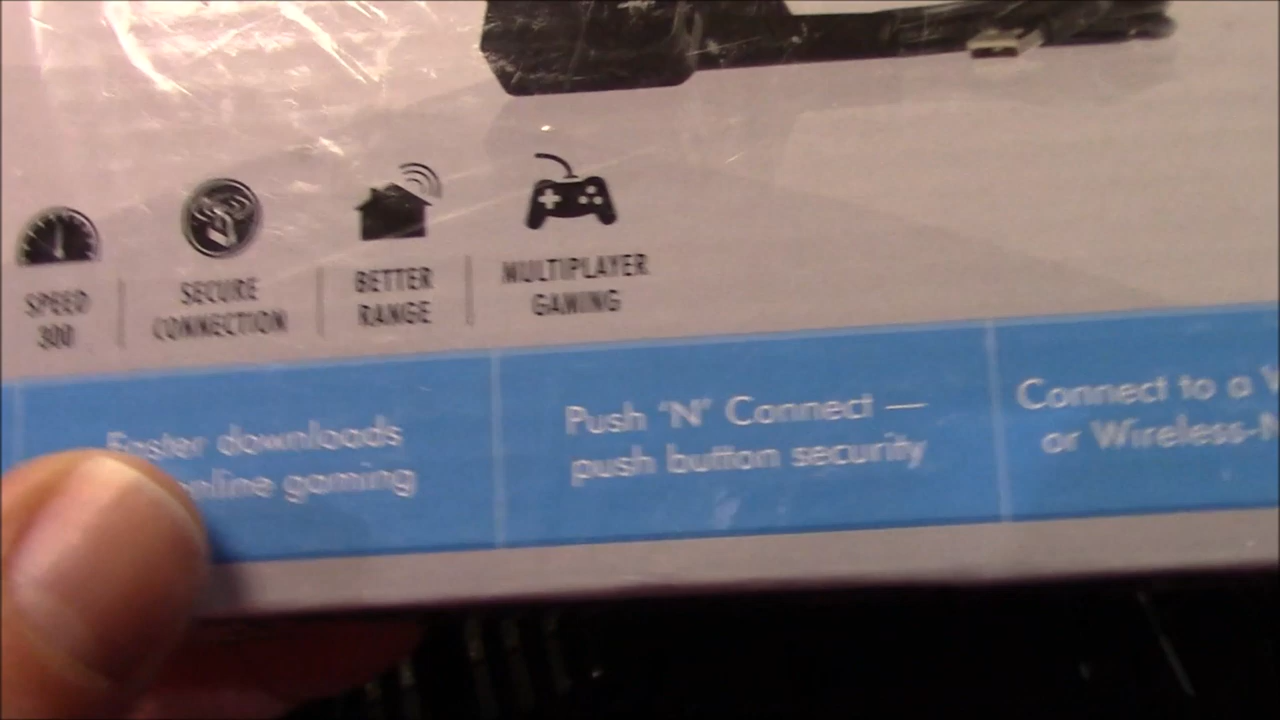 SPEED
300
SECURE
CONNECTION
BETTER
RANGE
MULTIPLAYER
GAMING
Faster downloads
online gaming
Push 'N' Connect —
push button security
Connect to a
or Wireless-N